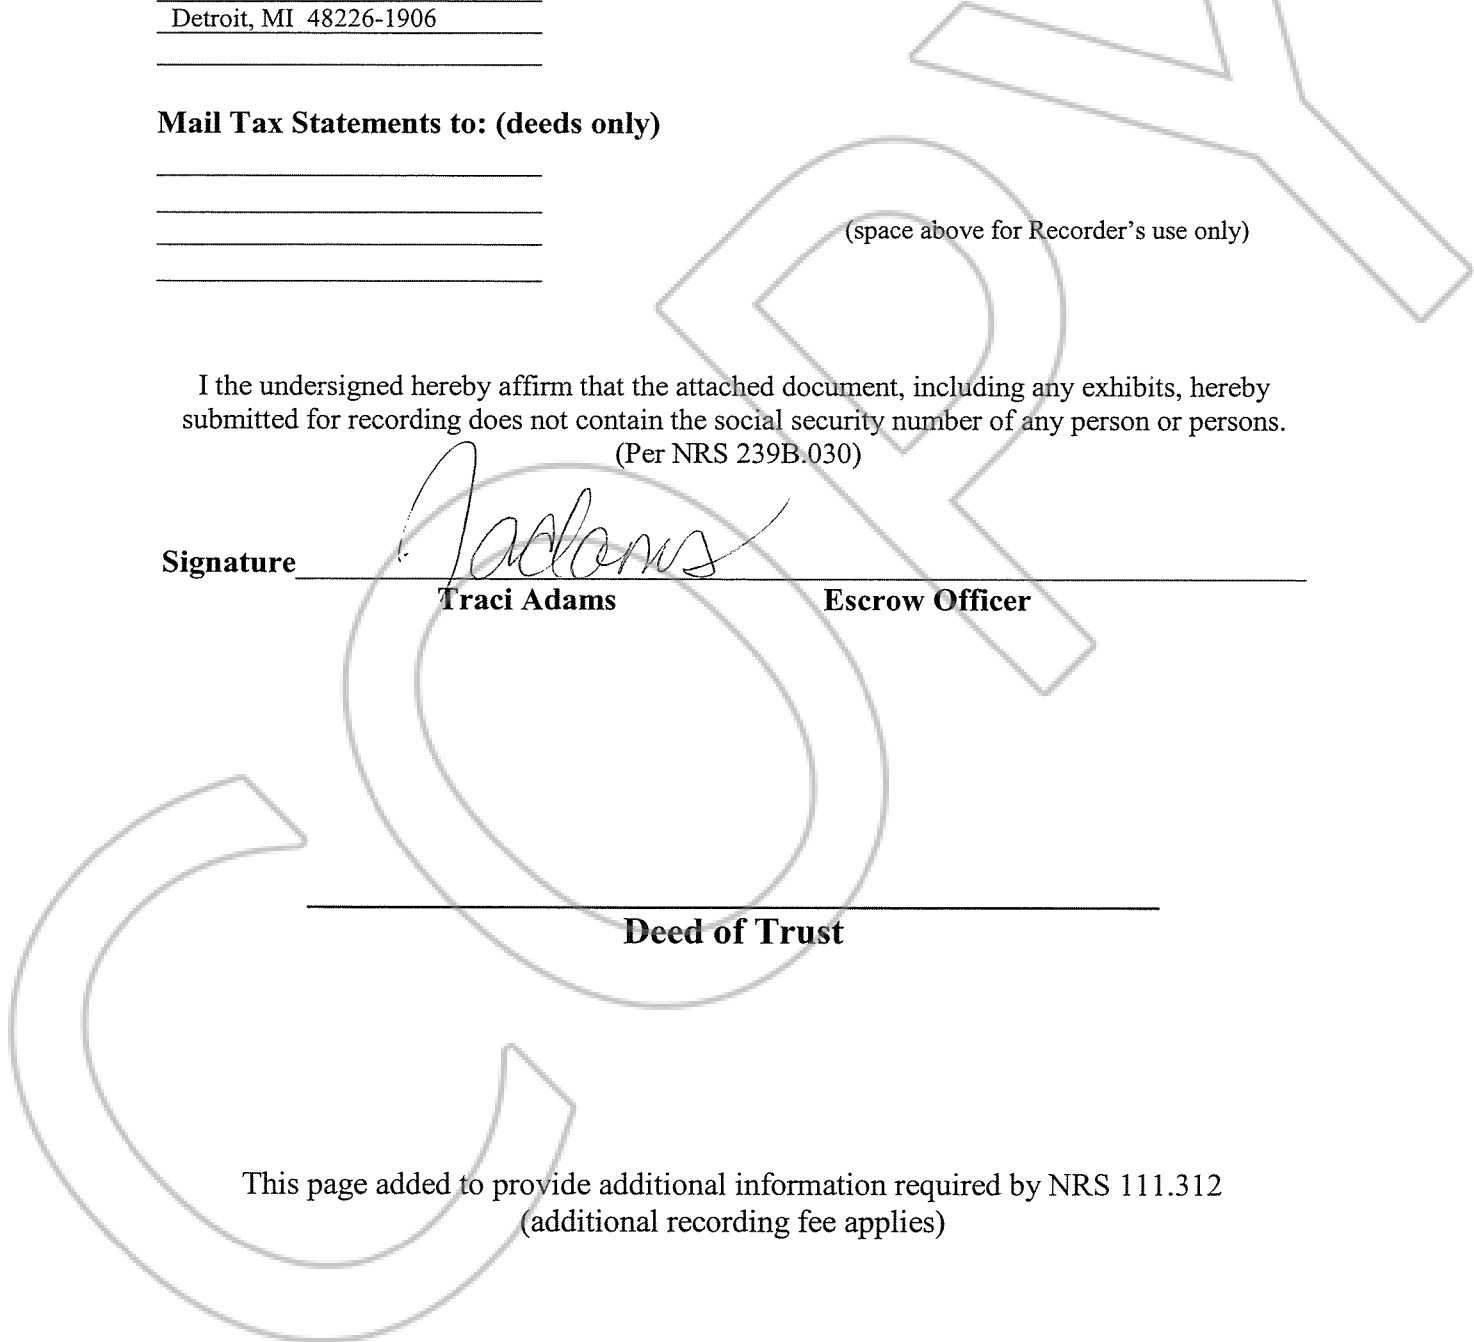 Detroit, MI 48226-1906
Mail Tax Statements to: (deeds only)
(space above for Recorder's use only)
I the undersigned hereby affirm that the attached document, including any exhibits, hereby
submitted for recording does not contain the social security number of any person or persons.
(Per NRS 239B.030)
Signature Tadams
Traci Adams Escrow Officer
Deed of Trust
This page added to provide additional information required by NRS 111.312
(additional recording fee applies)
COPY